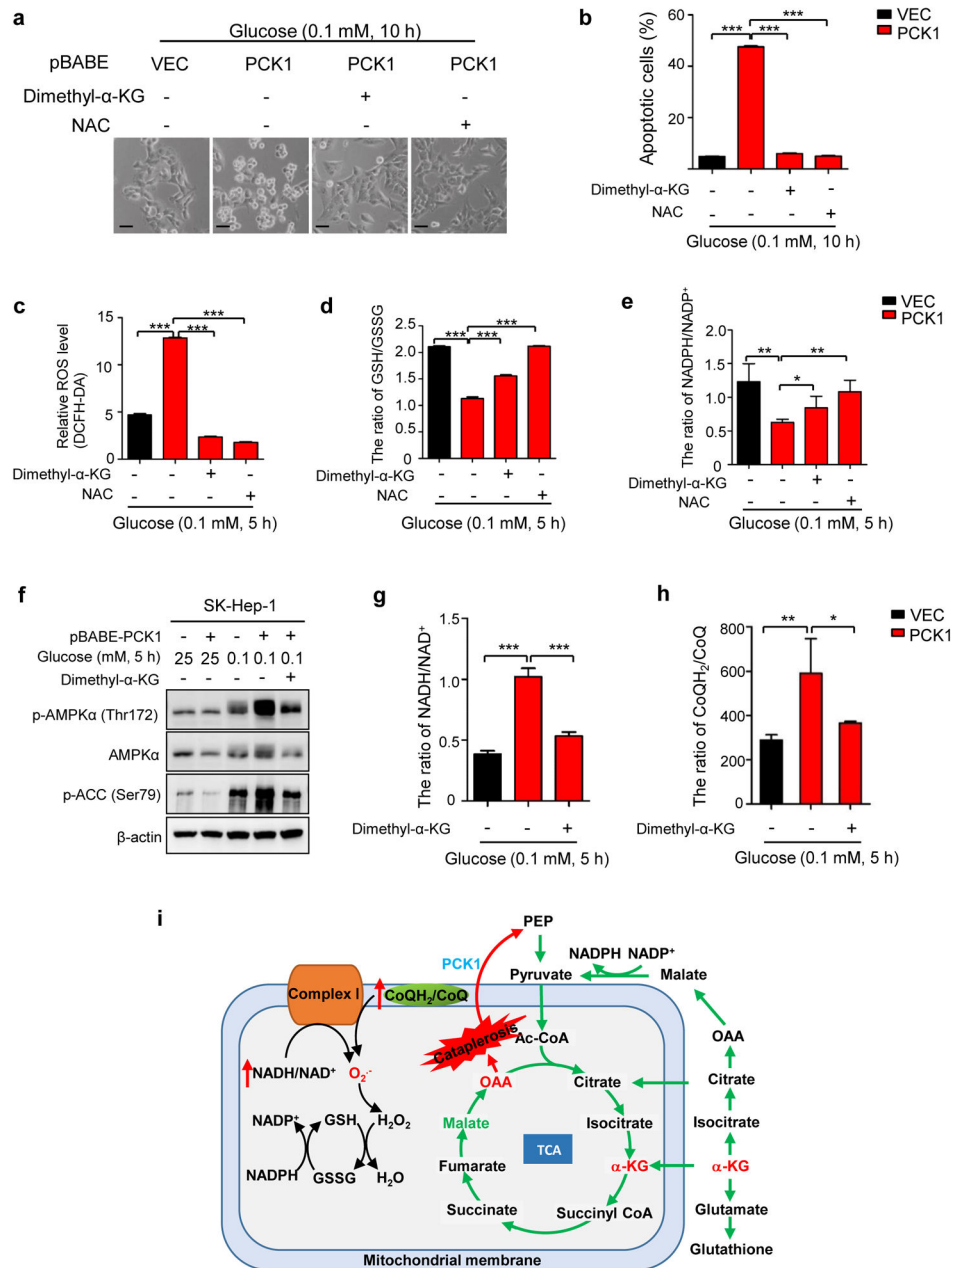 a
Glucose (0.1 mM, 10 h)
pBABE VEC PCK1 PCK1 PCK1
Dimethyl-α-KG - - + -
NAC - - - +
b
VEC
PCK1
Apoptotic cells (%)
60
40
20
*** *** ***
Dimethyl-α-KG - - + -
NAC - - - +
Glucose (0.1 mM, 10 h)
c
Relative ROS level
(DCFH-DA)
15
10
5
0
*** *** ***
Dimethyl-α-KG - - + -
NAC - - - +
Glucose (0.1 mM, 5 h)
d
The ratio of GSH/GSSG
2.5
2.0
1.5
1.0
0.5
0.0
*** *** ***
Dimethyl-α-KG - - + -
NAC - - - +
Glucose (0.1 mM, 5 h)
e
VEC
PCK1
The ratio of NADPH/NADP⁺
2.0
1.5
1.0
0.5
0
** * **
Dimethyl-α-KG - - + -
NAC - - - +
Glucose (0.1 mM, 5 h)
f
SK-Hep-1
pBABE-PCK1 - + - + +
Glucose (mM, 5 h) 25 25 0.1 0.1 0.1
Dimethyl-α-KG - - - - +
p-AMPKα (Thr172)
AMPKα
p-ACC (Ser79)
β-actin
g
The ratio of NADH/NAD⁺
1.5
1.0
0.5
0
*** ***
Dimethyl-α-KG - - +
Glucose (0.1 mM, 5 h)
h
VEC
PCK1
The ratio of CoQH₂/CoQ
800
600
400
200
0
** *
Dimethyl-α-KG - - +
Glucose (0.1 mM, 5 h)
i
PEP
PCK1
NADPH NADP⁺
Pyruvate
Malate
Complex I
CoQH₂/CoQ
Cataplerosis
Ac-CoA
OAA
NADH/NAD⁺
O₂·-
OAA
Citrate
Citrate
NADP⁺
GSH
H₂O₂
Malate
Isocitrate
Isocitrate
TCA
NADPH
GSSG
H₂O
Fumarate
α-KG
α-KG
Succinate
Succinyl CoA
Glutamate
Glutathione
Mitochondrial membrane